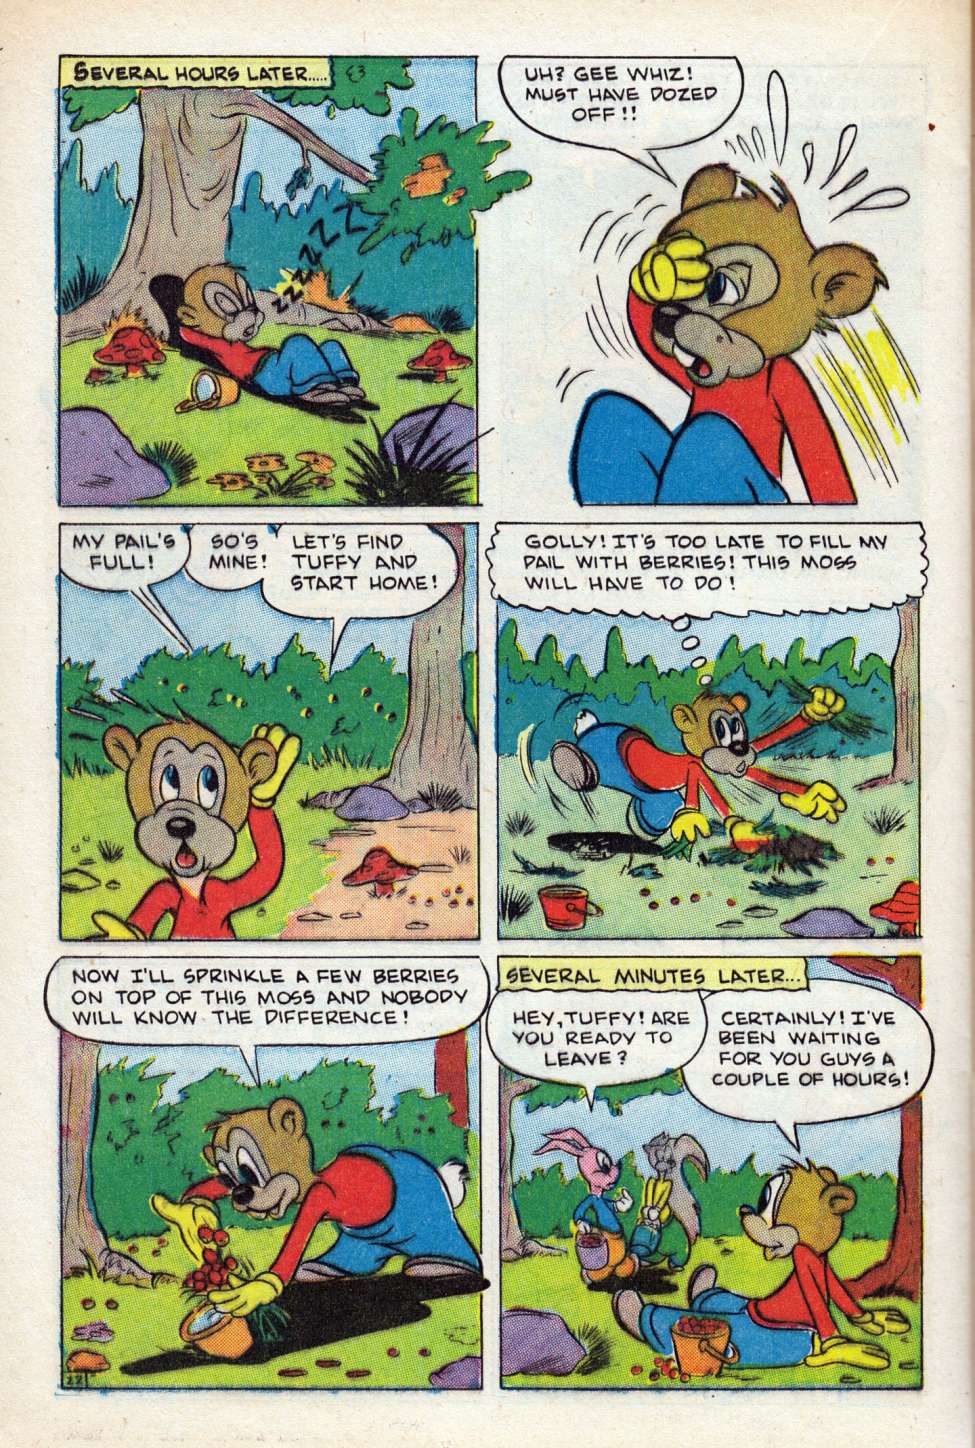 SEVERAL HOURS LATER.....
ZZZZZZZ
UH? GEE WHIZ!
MUST HAVE DOZED
OFF!!
MY PAIL'S
FULL!
SO'S
MINE!
LET'S FIND
TUFFY AND
START HOME!
GOLLY! IT'S TOO LATE TO FILL MY
PAIL WITH BERRIES! THIS MOSS
WILL HAVE TO DO!
NOW I'LL SPRINKLE A FEW BERRIES
ON TOP OF THIS MOSS AND NOBODY
WILL KNOW THE DIFFERENCE!
22
SEVERAL MINUTES LATER...
HEY, TUFFY! ARE
YOU READY TO
LEAVE?
CERTAINLY! I'VE
BEEN WAITING
FOR YOU GUYS A
COUPLE OF HOURS!